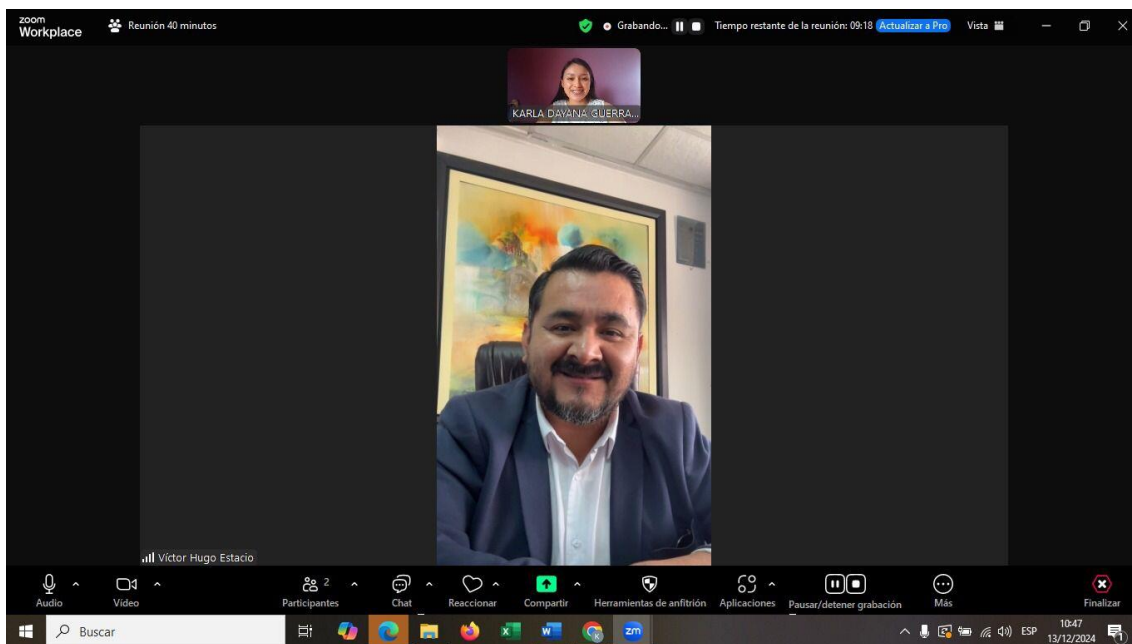 zoom
Workplace
Reunión 40 minutos
Grabando...
Tiempo restante de la reunión: 09:18
Actualizar a Pro
Vista
KARLA DAYANA GUERRA...
Víctor Hugo Estacio
Audio
Vídeo
Participantes
2
Chat
Reaccionar
Compartir
Herramientas de anfitrión
Aplicaciones
Pausar/detener grabación
Más
Finalizar
Buscar
zm
ESP
10:47
13/12/2024